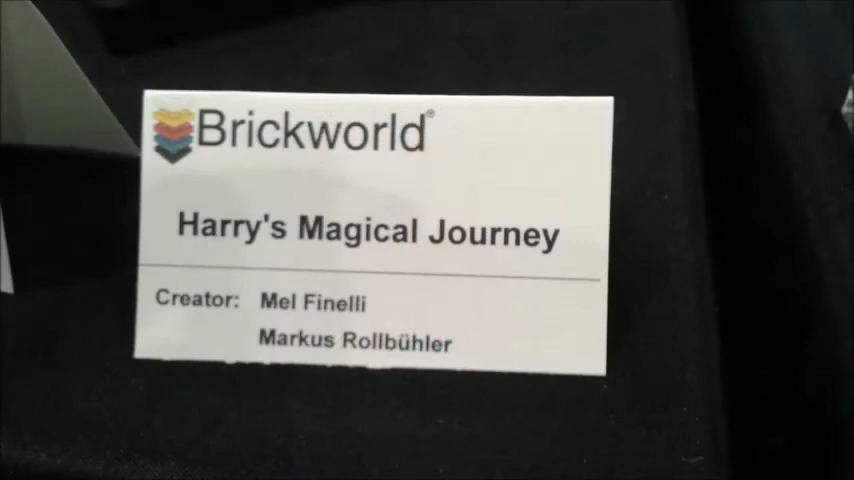 Brickworld®
Harry's Magical Journey
Creator: Mel Finelli
Markus Rollbühler